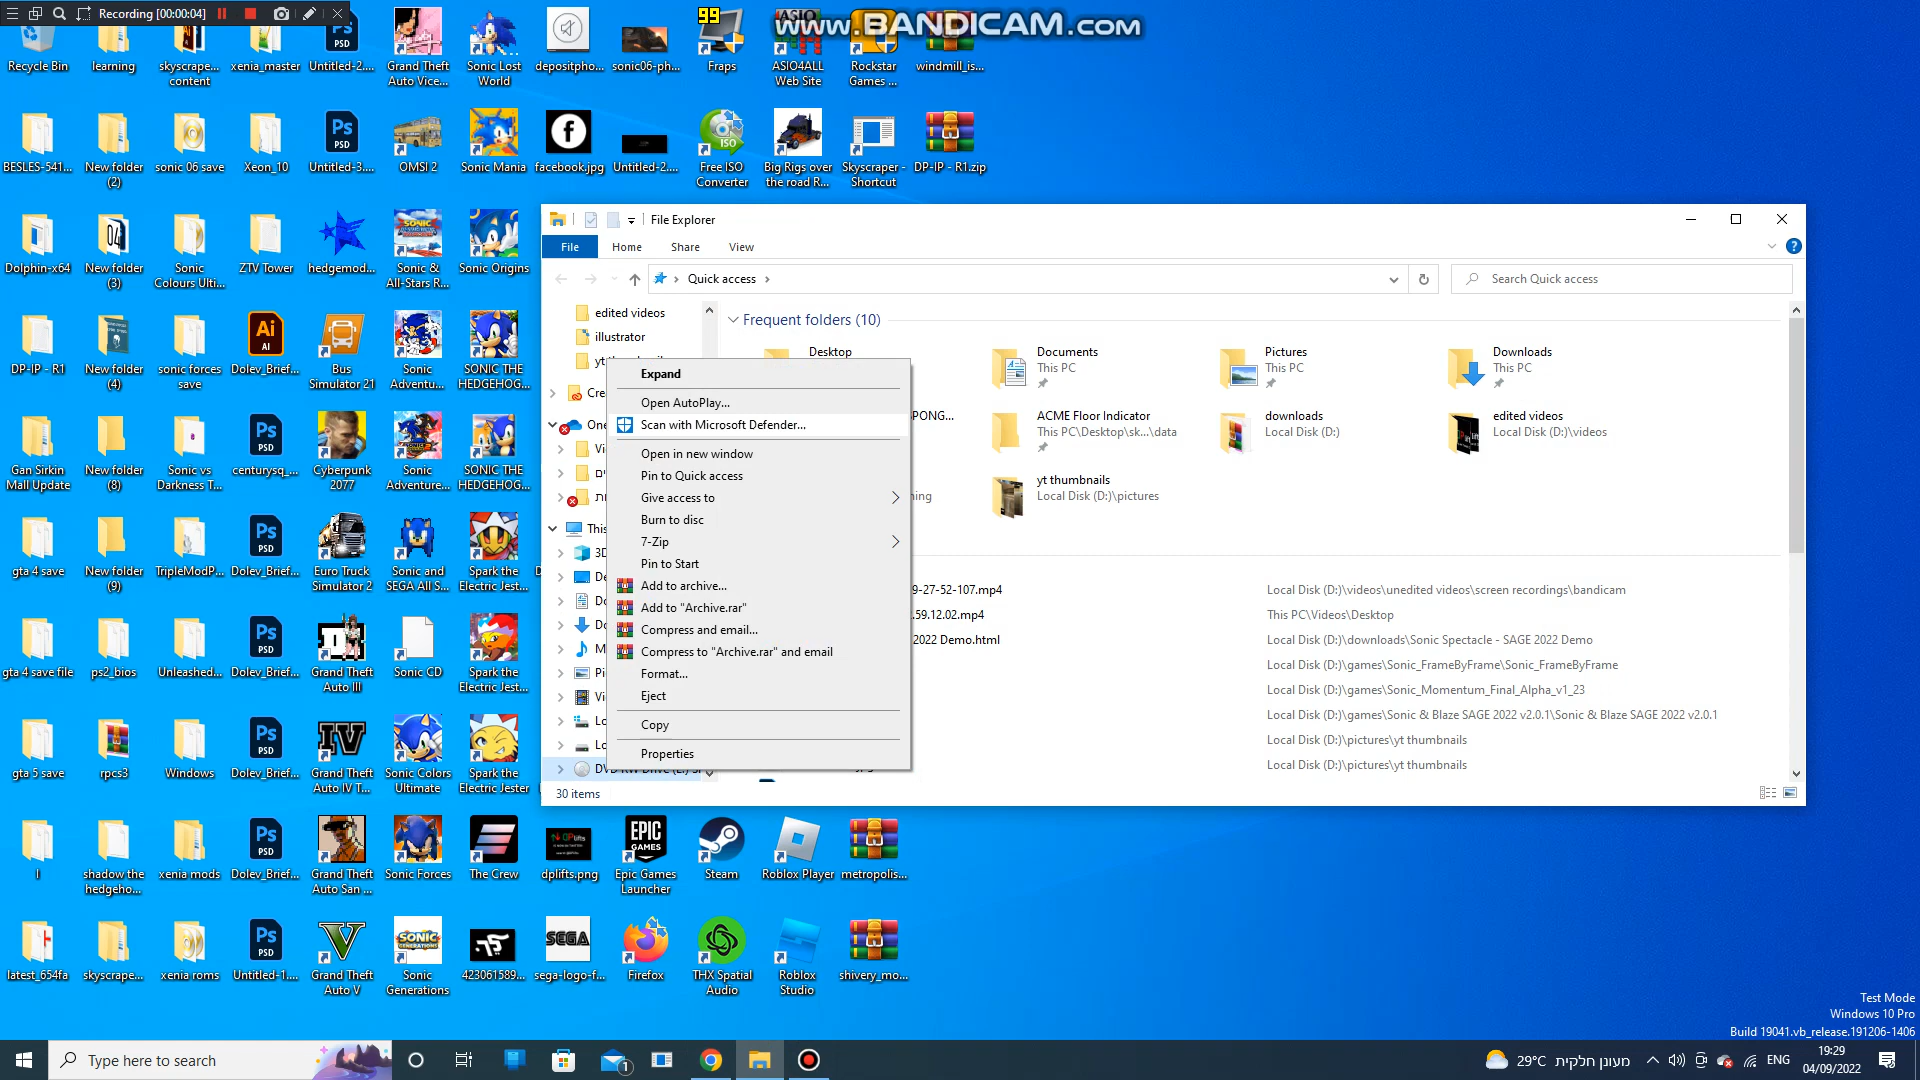 Recording [00:00:04]
www.BANDICAM.com
99
Recycle Bin
learning
skyscrape... content
xenia_master
Untitled-2....
Grand Theft Auto Vice...
Sonic Lost World
depositpho...
sonic06-ph...
Fraps
ASIO4ALL Web Site
Rockstar Games ...
windmill_is...
BESLES-541...
New folder (2)
sonic 06 save
Xeon_10
Untitled-3....
OMSI 2
Sonic Mania
facebook.jpg
Untitled-2....
Free ISO Converter
Big Rigs over the road R...
Skyscraper - Shortcut
DP-IP - R1.zip
Dolphin-x64
New folder (3)
Sonic Colours Ulti...
ZTV Tower
hedgemod...
Sonic & All-Stars R...
Sonic Origins
DP-IP - R1
New folder (4)
sonic forces save
Dolev_Brief...
Bus Simulator 21
Sonic Adventu...
SONIC THE HEDGEHOG...
Gan Sirkin Mall Update
New folder (8)
Sonic vs Darkness T...
centurysq_...
Cyberpunk 2077
Sonic Adventure...
SONIC THE HEDGEHOG...
gta 4 save
New folder (9)
TripleModP...
Dolev_Brief...
Euro Truck Simulator 2
Sonic and SEGA All S...
Spark the Electric Jest...
gta 4 save file
ps2_bios
Unleashed...
Dolev_Brief...
Grand Theft Auto III
Sonic CD
Spark the Electric Jest...
gta 5 save
rpcs3
Windows
Dolev_Brief...
Grand Theft Auto IV T...
Sonic Colors Ultimate
Spark the Electric Jester
l
shadow the hedgeho...
xenia mods
Dolev_Brief...
Grand Theft Auto San ...
Sonic Forces
The Crew
dplifts.png
Epic Games Launcher
Steam
Roblox Player
metropolis...
latest_654fa
skyscrape...
xenia roms
Untitled-1....
Grand Theft Auto V
Sonic Generations
423061589...
sega-logo-f...
Firefox
THX Spatial Audio
Roblox Studio
shivery_mo...
File Explorer
File Home Share View
Quick access
Search Quick access
edited videos
illustrator
Frequent folders (10)
Desktop
Documents
This PC
Pictures
This PC
Downloads
This PC
ACME Floor Indicator
This PC\Desktop\sk...\data
downloads
Local Disk (D:)
edited videos
Local Disk (D:)\videos
yt thumbnails
Local Disk (D:)\pictures
Expand
Open AutoPlay...
Scan with Microsoft Defender...
Open in new window
Pin to Quick access
Give access to
Burn to disc
7-Zip
Pin to Start
Add to archive...
Add to "Archive.rar"
Compress and email...
Compress to "Archive.rar" and email
Format...
Eject
Copy
Properties
9-27-52-107.mp4
Local Disk (D:)\videos\unedited videos\screen recordings\bandicam
.59.12.02.mp4
This PC\Videos\Desktop
2022 Demo.html
Local Disk (D:)\downloads\Sonic Spectacle - SAGE 2022 Demo
Local Disk (D:)\games\Sonic_FrameByFrame\Sonic_FrameByFrame
Local Disk (D:)\games\Sonic_Momentum_Final_Alpha_v1_23
Local Disk (D:)\games\Sonic & Blaze SAGE 2022 v2.0.1\Sonic & Blaze SAGE 2022 v2.0.1
Local Disk (D:)\pictures\yt thumbnails
Local Disk (D:)\pictures\yt thumbnails
30 items
Test Mode
Windows 10 Pro
Build 19041.vb_release.191206-1406
Type here to search
29°C מעונן חלקית
ENG
19:29
04/09/2022